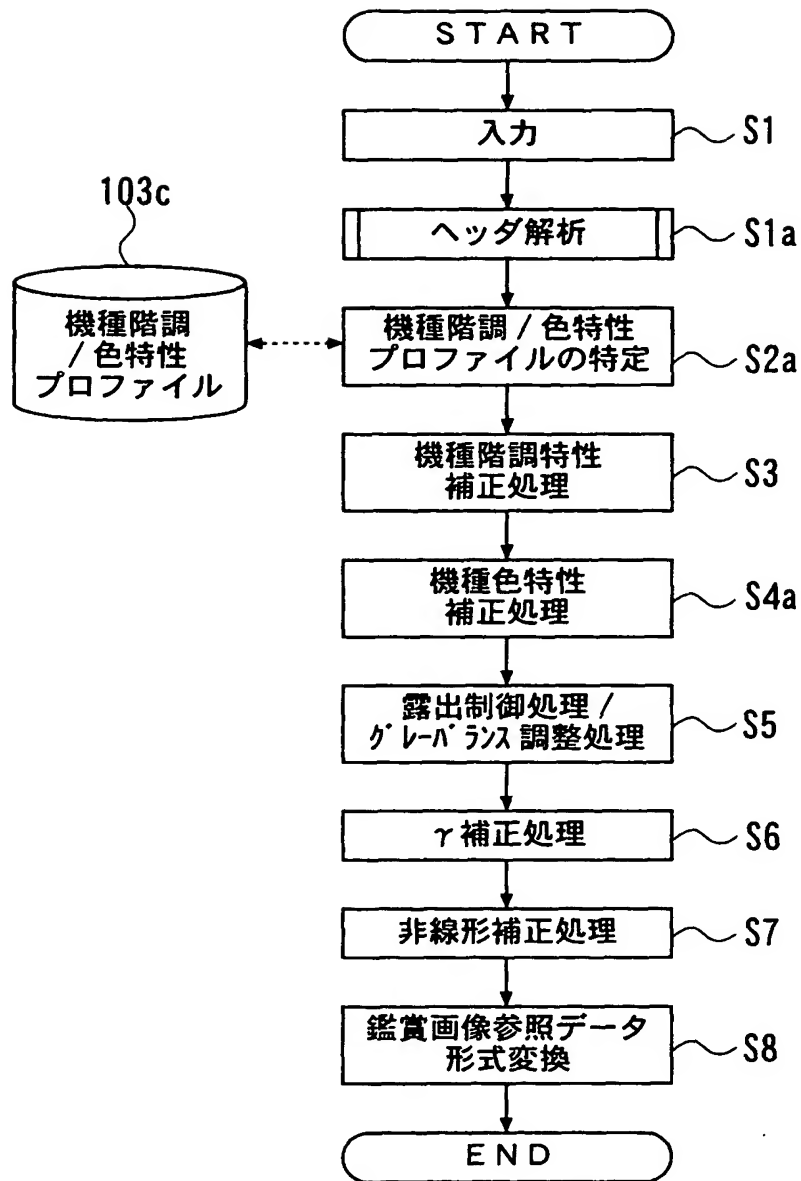 START
入力
S1
ヘッダ解析
S1a
103c
機種階調
/色特性
プロファイル
機種階調/色特性
プロファイルの特定
S2a
機種階調特性
補正処理
S3
機種色特性
補正処理
S4a
露出制御処理/
グレーバランス調整処理
S5
γ補正処理
S6
非線形補正処理
S7
鑑賞画像参照データ
形式変換
S8
END